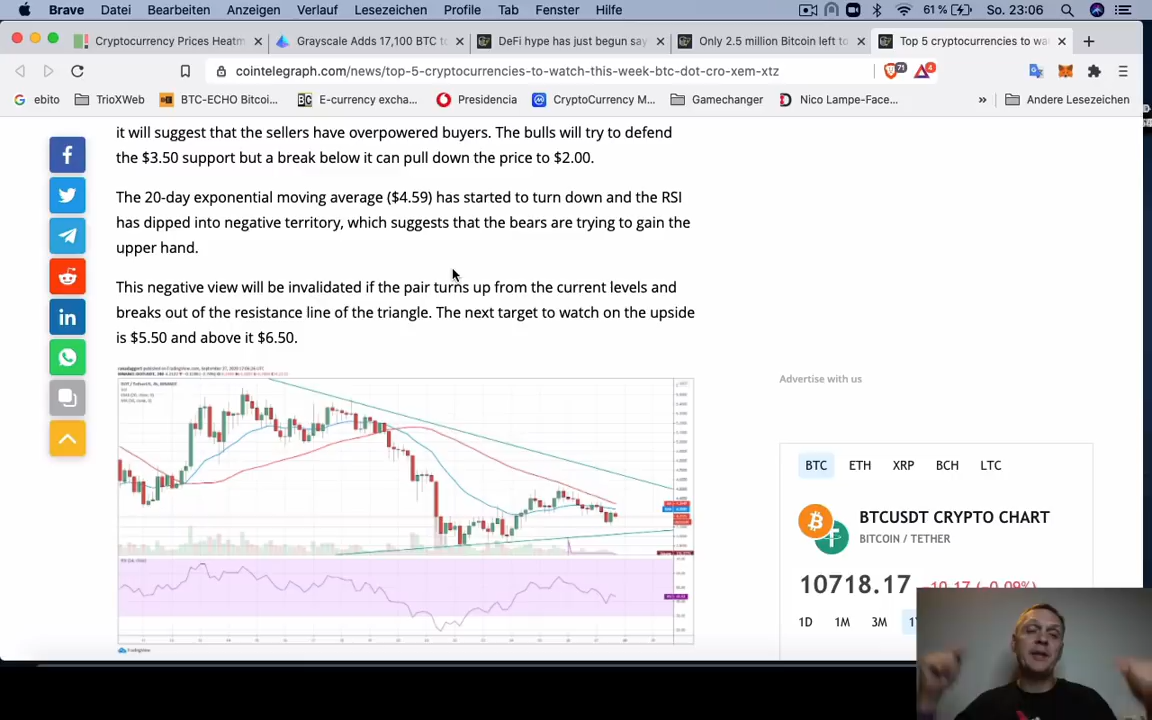 Brave Datei Bearbeiten Anzeigen Verlauf Lesezeichen Profile Tab Fenster Hilfe 61 % So. 23:06
Cryptocurrency Prices Heatm
Grayscale Adds 17,100 BTC to
DeFi hype has just begun say
Only 2.5 million Bitcoin left to
Top 5 cryptocurrencies to wa
cointelegraph.com/news/top-5-cryptocurrencies-to-watch-this-week-btc-dot-cro-xem-xtz
71
4
ebito TrioXWeb BTC-ECHO Bitcoi... E-currency excha... Presidencia CryptoCurrency M... Gamechanger Nico Lampe-Face... » Andere Lesezeichen
it will suggest that the sellers have overpowered buyers. The bulls will try to defend
the $3.50 support but a break below it can pull down the price to $2.00.
The 20-day exponential moving average ($4.59) has started to turn down and the RSI
has dipped into negative territory, which suggests that the bears are trying to gain the
upper hand.
This negative view will be invalidated if the pair turns up from the current levels and
breaks out of the resistance line of the triangle. The next target to watch on the upside
is $5.50 and above it $6.50.
TradingView
Advertise with us
BTC ETH XRP BCH LTC
BTCUSDT CRYPTO CHART
BITCOIN / TETHER
10718.17 -10.17 (-0.09%)
1D 1M 3M